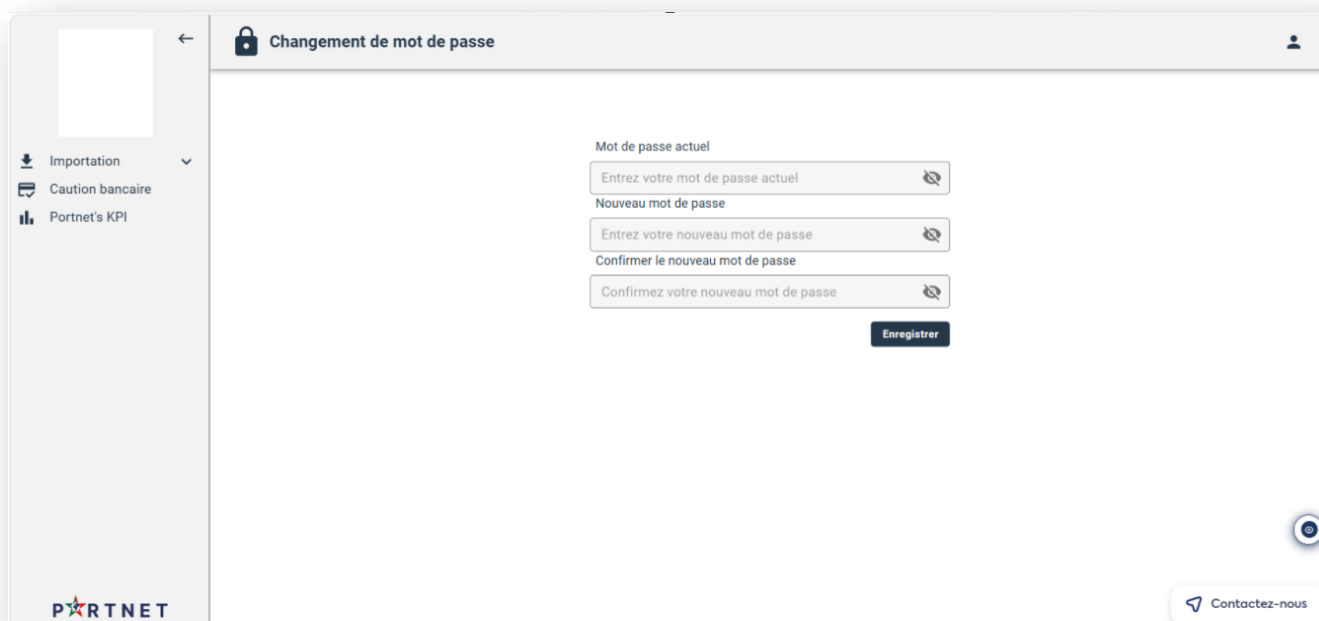 Changement de mot de passe
Importation
Caution bancaire
Portnet's KPI
Mot de passe actuel
Entrez votre mot de passe actuel
Nouveau mot de passe
Entrez votre nouveau mot de passe
Confirmer le nouveau mot de passe
Confirmez votre nouveau mot de passe
Enregistrer
PORTNET
Contactez-nous